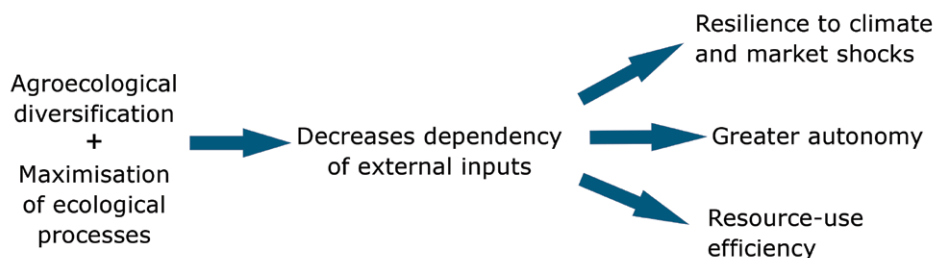 Agroecological
diversification
+
Maximisation
of ecological
processes
Decreases dependency
of external inputs
Resilience to climate
and market shocks
Greater autonomy
Resource-use
efficiency